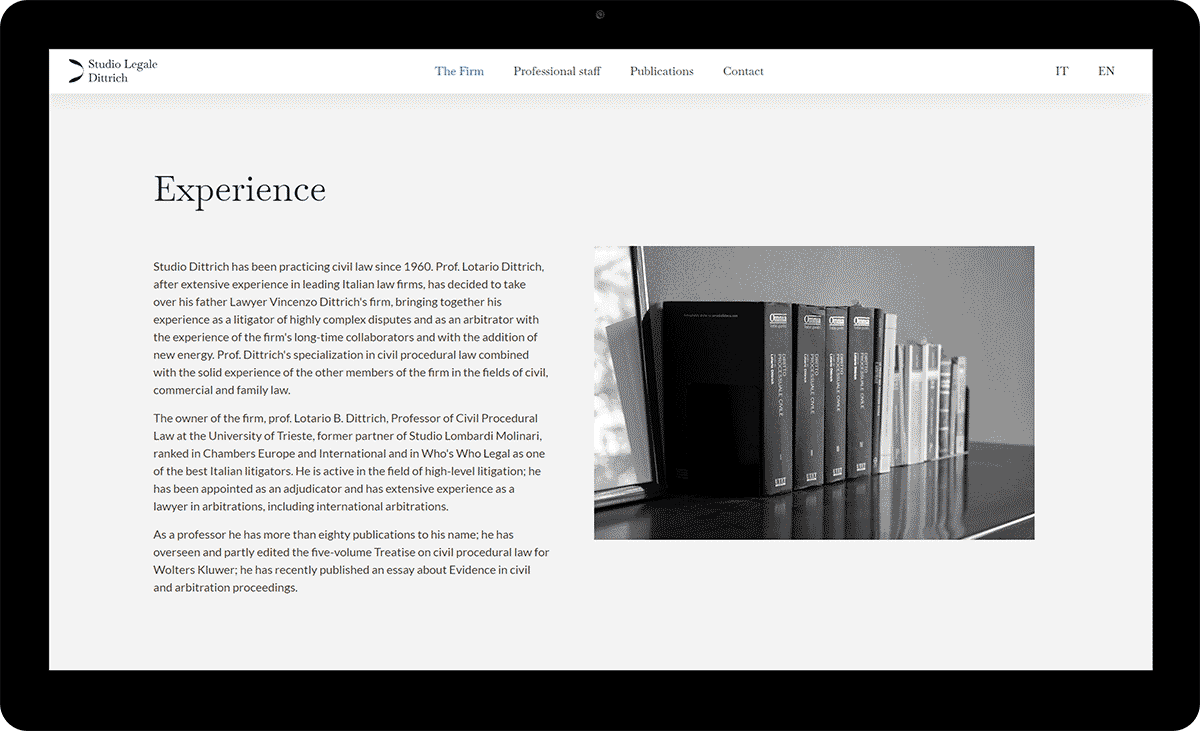 Studio Legale
Dittrich
The Firm
Professional staff
Publications
Contact
IT
EN
Experience
Studio Dittrich has been practicing civil law since 1960. Prof. Lotario Dittrich,
after extensive experience in leading Italian law firms, has decided to take
over his father Lawyer Vincenzo Dittrich's firm, bringing together his
experience as a litigator of highly complex disputes and as an arbitrator with
the experience of the firm's long-time collaborators and with the addition of
new energy. Prof. Dittrich's specialization in civil procedural law combined
with the solid experience of the other members of the firm in the fields of civil,
commercial and family law.
The owner of the firm, prof. Lotario B. Dittrich, Professor of Civil Procedural
Law at the University of Trieste, former partner of Studio Lombardi Molinari,
ranked in Chambers Europe and International and in Who's Who Legal as one
of the best Italian litigators. He is active in the field of high-level litigation; he
has been appointed as an adjudicator and has extensive experience as a
lawyer in arbitrations, including international arbitrations.
As a professor he has more than eighty publications to his name; he has
overseen and partly edited the five-volume Treatise on civil procedural law for
Wolters Kluwer; he has recently published an essay about Evidence in civil
and arbitration proceedings.
Omnia
DIRITTO
PROCESSUALE CIVILE
I
UTET
Omnia
DIRITTO
PROCESSUALE CIVILE
II
UTET
Omnia
DIRITTO
PROCESSUALE CIVILE
III
UTET
Omnia
DIRITTO
PROCESSUALE CIVILE
UTET